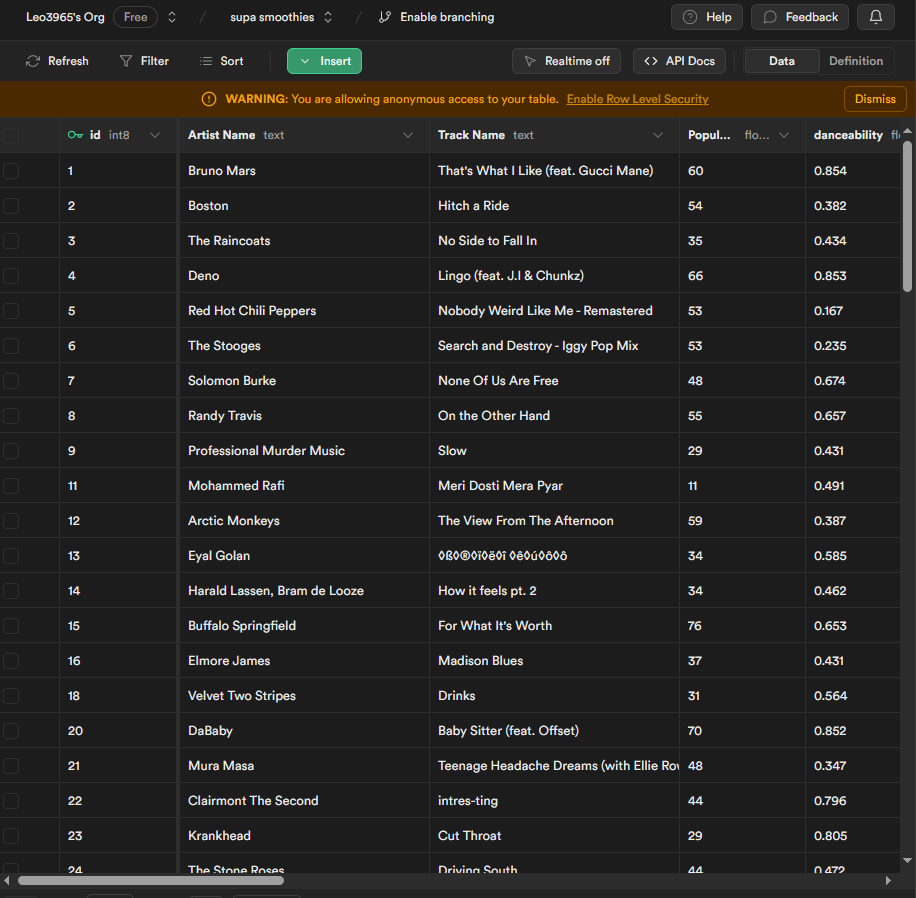 Leo3965's Org Free / supa smoothies / Enable branching Help Feedback
Refresh Filter Sort Insert Realtime off API Docs Data Definition
WARNING: You are allowing anonymous access to your table. Enable Row Level Security Dismiss
id int8 Artist Name text Track Name text Popul... flo... danceability
1 Bruno Mars That's What I Like (feat. Gucci Mane) 60 0.854
2 Boston Hitch a Ride 54 0.382
3 The Raincoats No Side to Fall In 35 0.434
4 Deno Lingo (feat. J.I & Chunkz) 66 0.853
5 Red Hot Chili Peppers Nobody Weird Like Me - Remastered 53 0.167
6 The Stooges Search and Destroy - Iggy Pop Mix 53 0.235
7 Solomon Burke None Of Us Are Free 48 0.674
8 Randy Travis On the Other Hand 55 0.657
9 Professional Murder Music Slow 29 0.431
11 Mohammed Rafi Meri Dosti Mera Pyar 11 0.491
12 Arctic Monkeys The View From The Afternoon 59 0.387
13 Eyal Golan ◊ß◊®◊ï◊ë◊î ◊ê◊ú◊ô◊ô 34 0.585
14 Harald Lassen, Bram de Looze How it feels pt. 2 34 0.462
15 Buffalo Springfield For What It's Worth 76 0.653
16 Elmore James Madison Blues 37 0.431
18 Velvet Two Stripes Drinks 31 0.564
20 DaBaby Baby Sitter (feat. Offset) 70 0.852
21 Mura Masa Teenage Headache Dreams (with Ellie Row 48 0.347
22 Clairmont The Second intres-ting 44 0.796
23 Krankhead Cut Throat 29 0.805
24 The Stone Roses Driving South 44 0.472